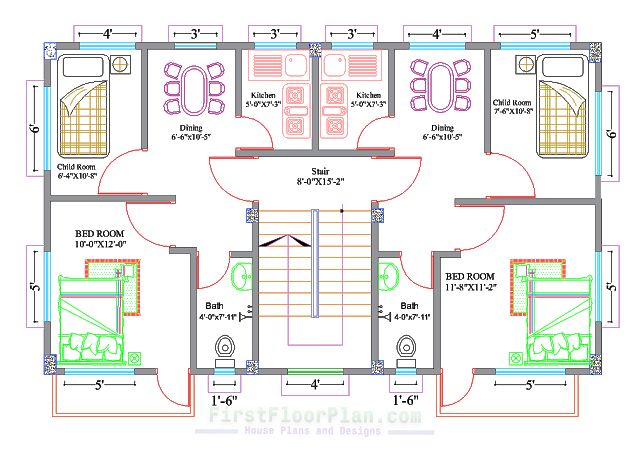 4'
3'
3'
3'
4'
5'
Kitchen
5'-0"X7'-3"
Kitchen
5'-0"X7'-3"
Child Room
7'-6"X10'-8"
6'
Dining
6'-6"X10'-5"
Dining
6'-6"x10'-5"
6'
Child Room
6'-4"X10'-8"
Stair
8'-0"X15'-2"
BED ROOM
10'-0"X12'-0"
BED ROOM
11'-8"X11'-2"
5'
5'
Bath
4'-0"x7'-11"
Bath
4'-0"x7'-11"
5'
4'
5'
1'-6"
1'-6"
FirstFloorPlan.com
House Plans and Designs